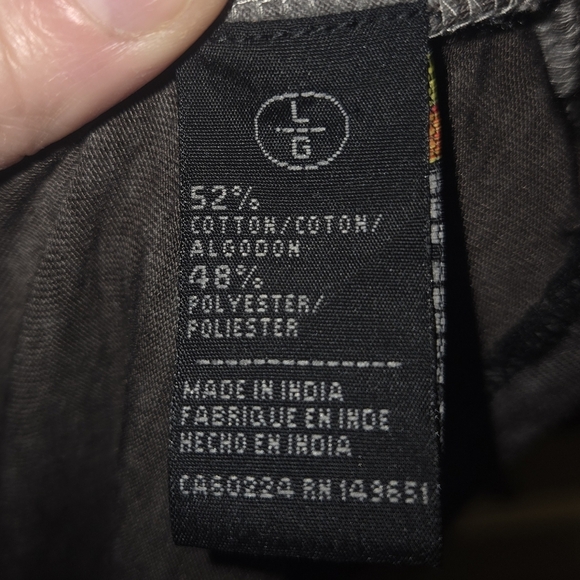 L
G
52%
COTTON/COTON/
ALGODON
48%
POLYESTER/
POLIESTER
MADE IN INDIA
FABRIQUE EN INDE
HECHO EN INDIA
CA60224 RN 143651